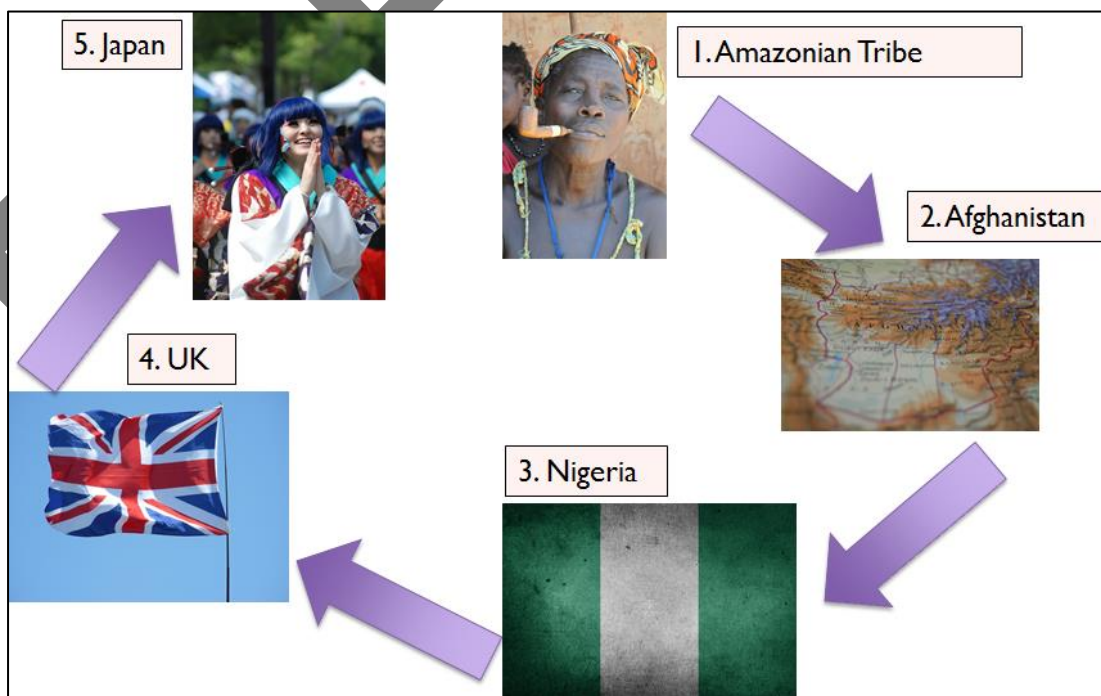 1. Amazonian Tribe
2. Afghanistan
3. Nigeria
4. UK
5. Japan